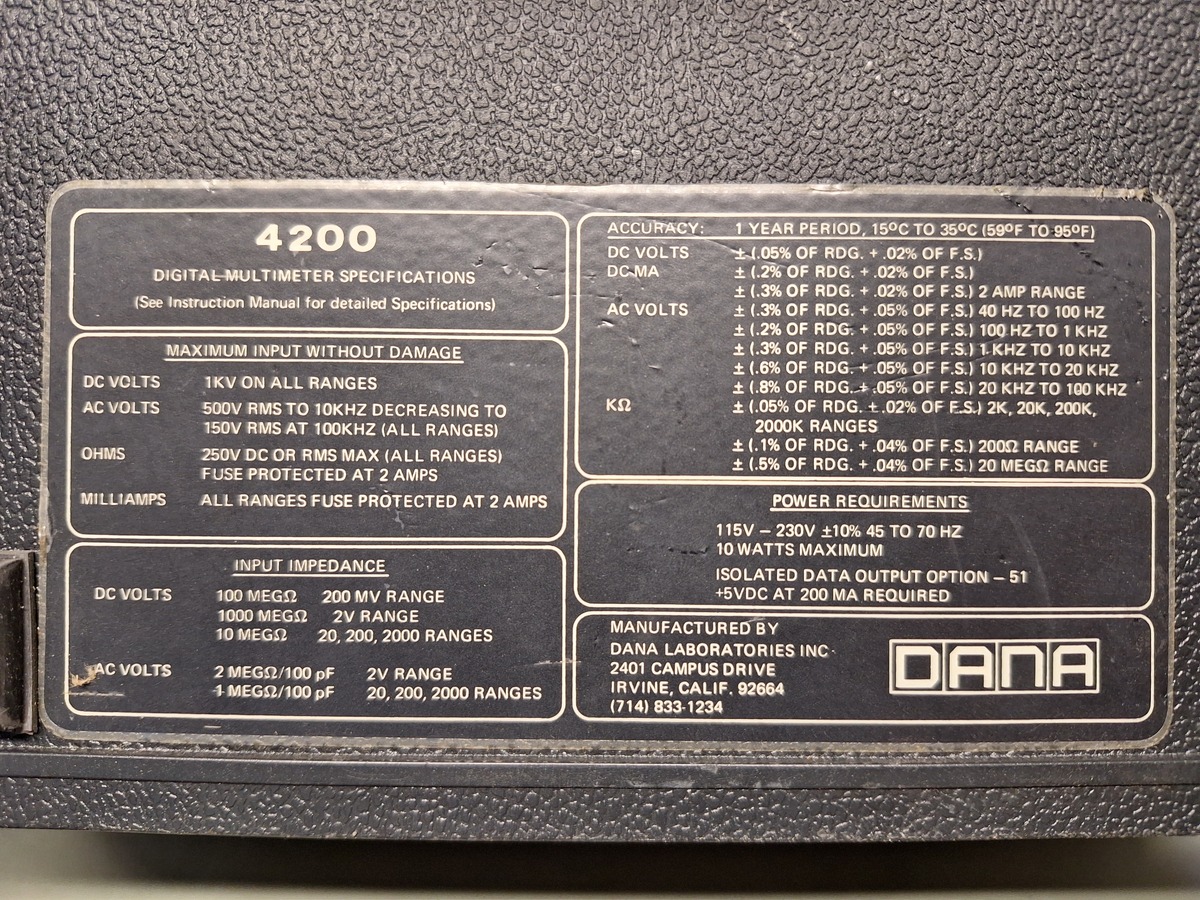 4200
DIGITAL MULTIMETER SPECIFICATIONS
(See Instruction Manual for detailed Specifications)
MAXIMUM INPUT WITHOUT DAMAGE
DC VOLTS 1KV ON ALL RANGES
AC VOLTS 500V RMS TO 10KHZ DECREASING TO
150V RMS AT 100KHZ (ALL RANGES)
OHMS 250V DC OR RMS MAX (ALL RANGES)
FUSE PROTECTED AT 2 AMPS
MILLIAMPS ALL RANGES FUSE PROTECTED AT 2 AMPS
INPUT IMPEDANCE
DC VOLTS 100 MEGΩ 200 MV RANGE
1000 MEGΩ 2V RANGE
10 MEGΩ 20, 200, 2000 RANGES
AC VOLTS 2 MEGΩ/100 pF 2V RANGE
1 MEGΩ/100 pF 20, 200, 2000 RANGES
ACCURACY: 1 YEAR PERIOD, 15ºC TO 35ºC (59ºF TO 95ºF)
DC VOLTS ± (.05% OF RDG. + .02% OF F.S.)
DC MA ± (.2% OF RDG. + .02% OF F.S.)
± (.3% OF RDG. + .02% OF F.S.) 2 AMP RANGE
AC VOLTS ± (.3% OF RDG. + .05% OF F.S.) 40 HZ TO 100 HZ
± (.2% OF RDG. + .05% OF F.S.) 100 HZ TO 1 KHZ
± (.3% OF RDG. + .05% OF F.S.) 1 KHZ TO 10 KHZ
± (.6% OF RDG. + .05% OF F.S.) 10 KHZ TO 20 KHZ
± (.8% OF RDG. + .05% OF F.S.) 20 KHZ TO 100 KHZ
KΩ ± (.05% OF RDG. ± .02% OF F.S.) 2K, 20K, 200K,
2000K RANGES
± (.1% OF RDG. + .04% OF F.S.) 200Ω RANGE
± (.5% OF RDG. + .04% OF F.S.) 20 MEGΩ RANGE
POWER REQUIREMENTS
115V – 230V ±10% 45 TO 70 HZ
10 WATTS MAXIMUM
ISOLATED DATA OUTPUT OPTION – 51
+5VDC AT 200 MA REQUIRED
MANUFACTURED BY
DANA LABORATORIES INC
2401 CAMPUS DRIVE
IRVINE, CALIF. 92664
(714) 833-1234
DANA